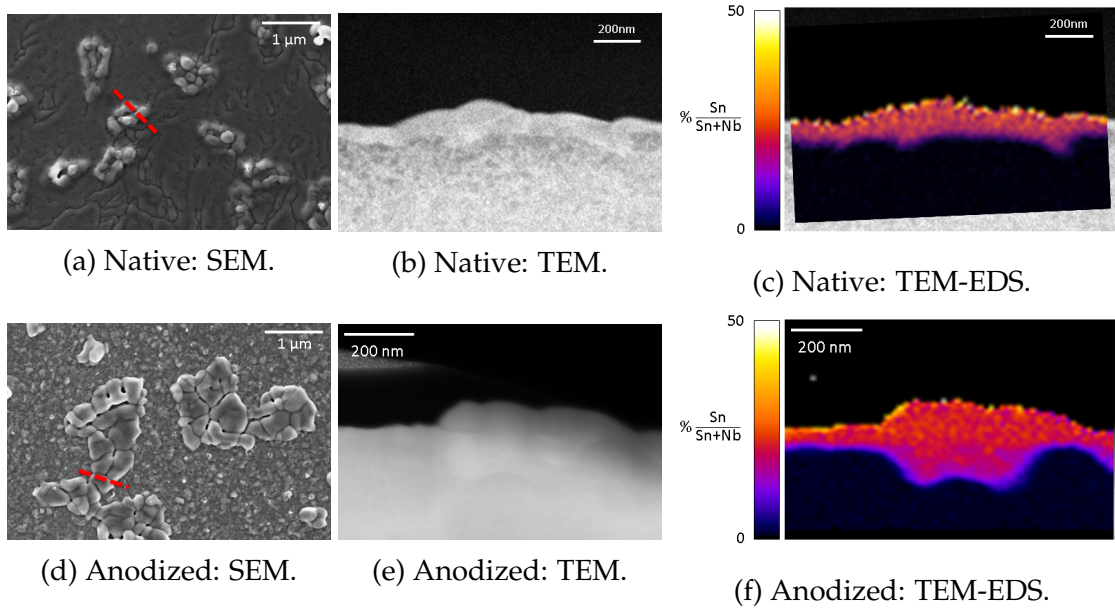 1 μm
200nm
50
200nm
% Sn/Sn+Nb
0
(a) Native: SEM.
(b) Native: TEM.
(c) Native: TEM-EDS.
1 μm
200 nm
50
200 nm
% Sn/Sn+Nb
0
(d) Anodized: SEM.
(e) Anodized: TEM.
(f) Anodized: TEM-EDS.